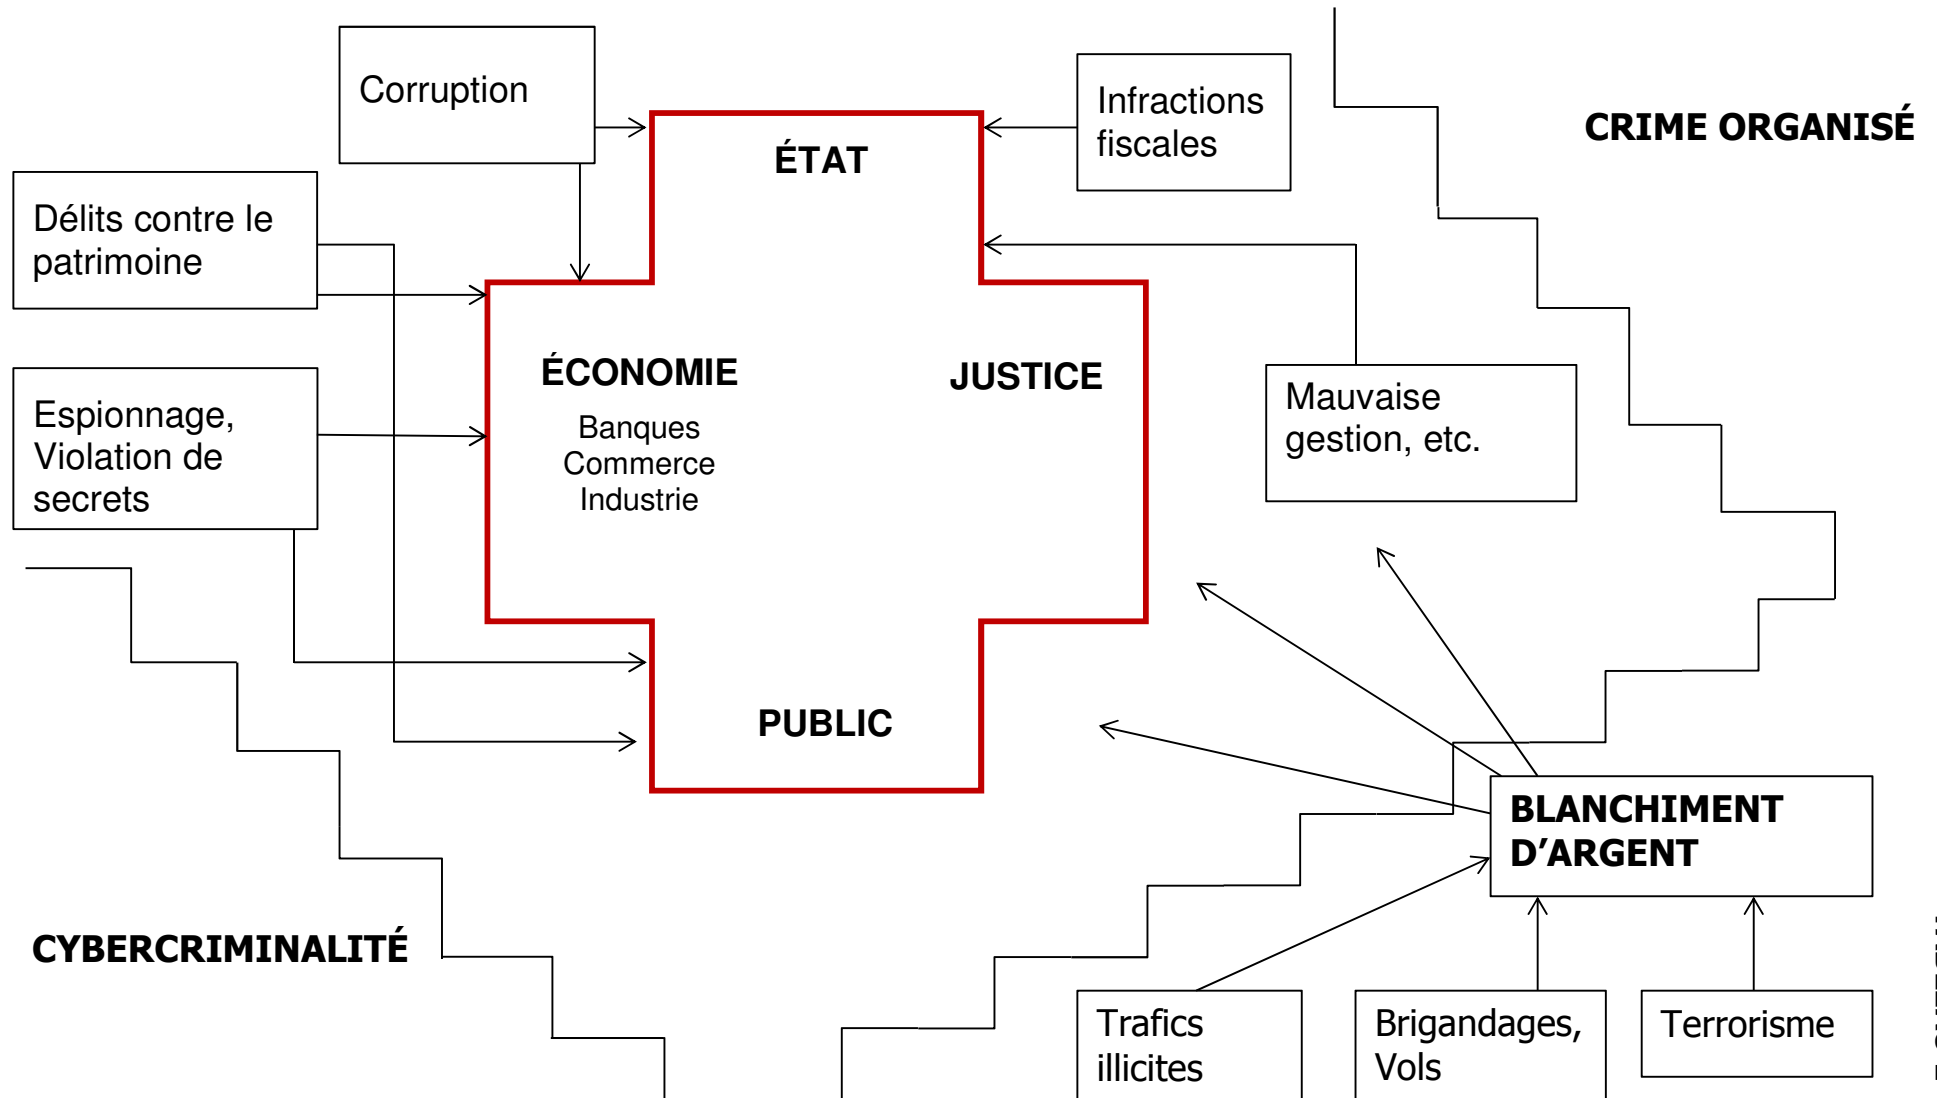 Corruption
Infractions
fiscales
CRIME ORGANISÉ
ÉTAT
Délits contre le
patrimoine
ÉCONOMIE
JUSTICE
Banques
Commerce
Industrie
Espionnage,
Violation de
secrets
Mauvaise
gestion, etc.
PUBLIC
BLANCHIMENT
D’ARGENT
CYBERCRIMINALITÉ
Trafics
illicites
Brigandages,
Vols
Terrorisme